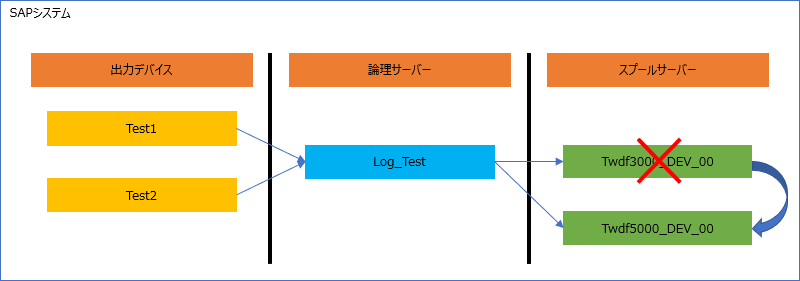 SAPシステム
出力デバイス
論理サーバー
スプールサーバー
Test1
Test2
Log_Test
Twdf3000_DEV_00
Twdf5000_DEV_00